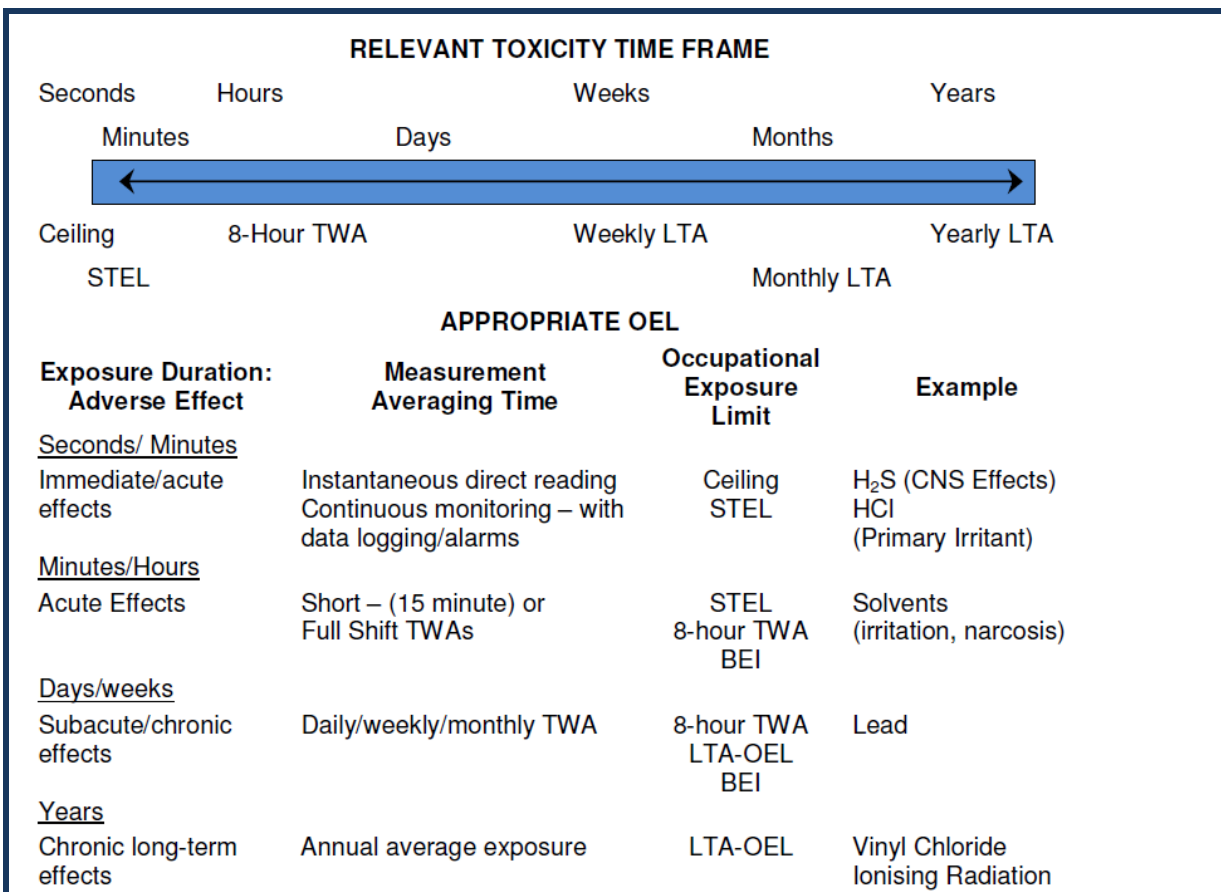 RELEVANT TOXICITY TIME FRAME
Seconds Hours Weeks Years
Minutes Days Months
Ceiling 8-Hour TWA Weekly LTA Yearly LTA
STEL Monthly LTA
APPROPRIATE OEL
Exposure Duration: Adverse Effect Measurement Averaging Time Occupational Exposure Limit Example
Seconds/ Minutes
Immediate/acute Instantaneous direct reading Ceiling H₂S (CNS Effects)
effects Continuous monitoring – with STEL HCl
data logging/alarms (Primary Irritant)
Minutes/Hours
Acute Effects Short – (15 minute) or STEL Solvents
Full Shift TWAs 8-hour TWA (irritation, narcosis)
BEI
Days/weeks
Subacute/chronic Daily/weekly/monthly TWA 8-hour TWA Lead
effects LTA-OEL
BEI
Years
Chronic long-term Annual average exposure LTA-OEL Vinyl Chloride
effects Ionising Radiation